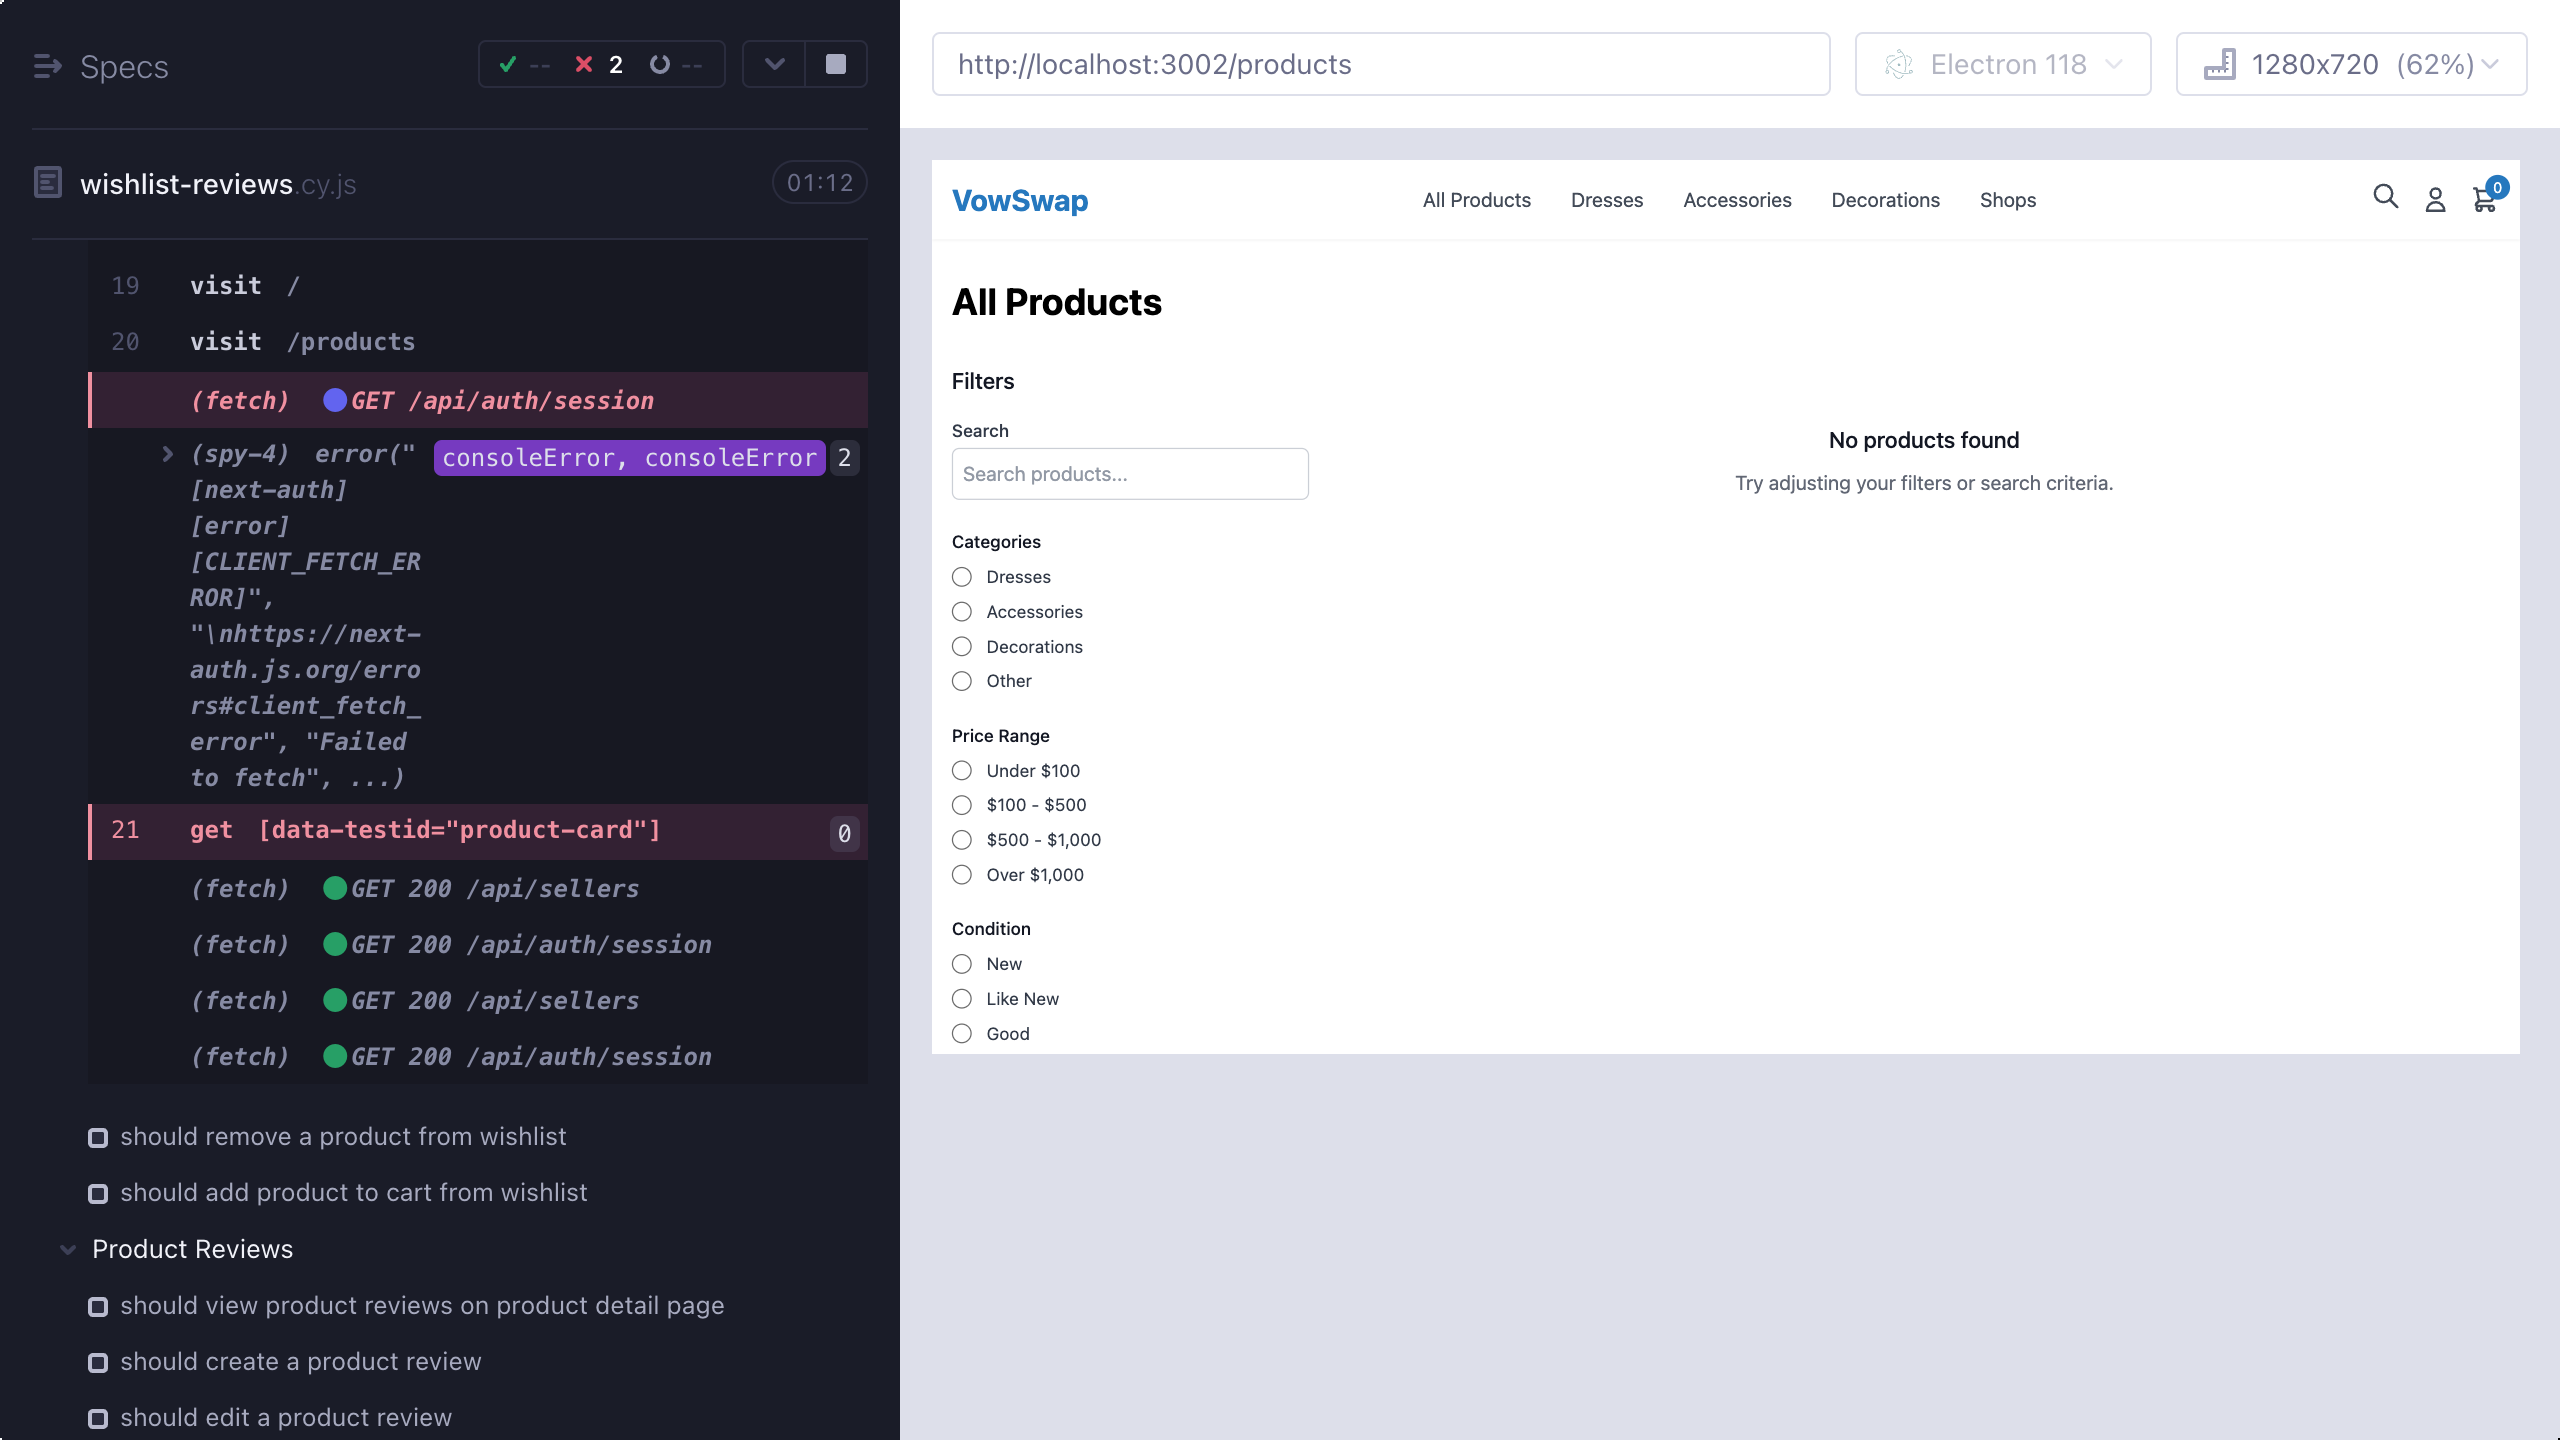 Specs
-- 2 --
wishlist-reviews.cy.js 01:12
19 visit /
20 visit /products
(fetch) GET /api/auth/session
(spy-4) error(" consoleError, consoleError 2
[next-auth]
[error]
[CLIENT_FETCH_ER
ROR]",
"\nhttps://next-
auth.js.org/erro
rs#client_fetch_
error", "Failed
to fetch", ...)
21 get [data-testid="product-card"] 0
(fetch) GET 200 /api/sellers
(fetch) GET 200 /api/auth/session
(fetch) GET 200 /api/sellers
(fetch) GET 200 /api/auth/session
should remove a product from wishlist
should add product to cart from wishlist
Product Reviews
should view product reviews on product detail page
should create a product review
should edit a product review
http://localhost:3002/products
Electron 118
1280x720 (62%)
VowSwap
All Products Dresses Accessories Decorations Shops
0
All Products
Filters
Search
Search products...
Categories
Dresses
Accessories
Decorations
Other
Price Range
Under $100
$100 - $500
$500 - $1,000
Over $1,000
Condition
New
Like New
Good
No products found
Try adjusting your filters or search criteria.